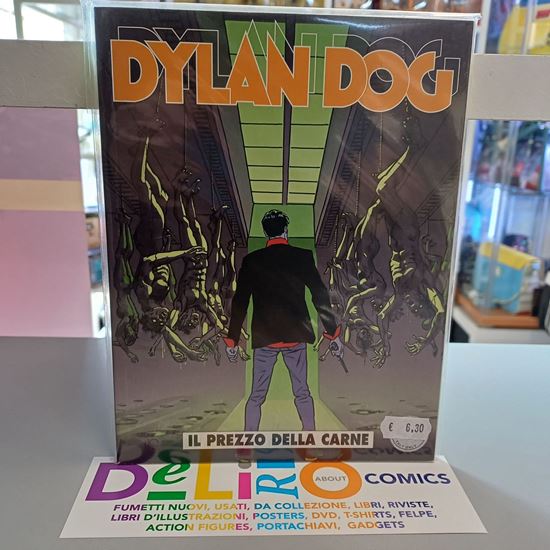 DYLAN DOG
IL PREZZO DELLA CARNE
€ 6,30
DeLiRiO ABOUT COMICS
FUMETTI NUOVI, USATI, DA COLLEZIONE, LIBRI, RIVISTE,
LIBRI D'ILLUSTRAZIONI, POSTERS, DVD, T-SHIRTS, FELPE,
ACTION FIGURES, PORTACHIAVI, GADGETS